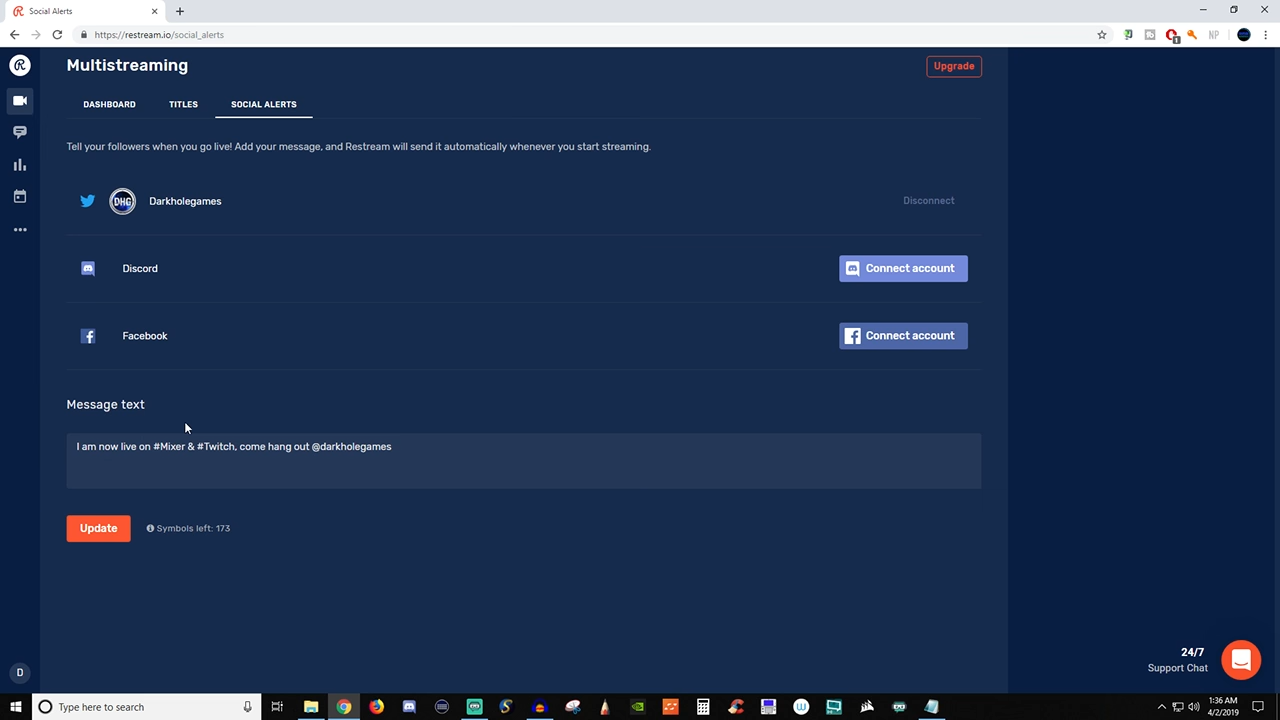 Social Alerts
https://restream.io/social_alerts
NP
1
Multistreaming
Upgrade
DASHBOARD TITLES SOCIAL ALERTS
Tell your followers when you go live! Add your message, and Restream will send it automatically whenever you start streaming.
DHG Darkholegames Disconnect
Discord Connect account
Facebook Connect account
Message text
I am now live on #Mixer & #Twitch, come hang out @darkholegames
Update Symbols left: 173
24/7
Support Chat
D
Type here to search
1:36 AM
4/2/2019